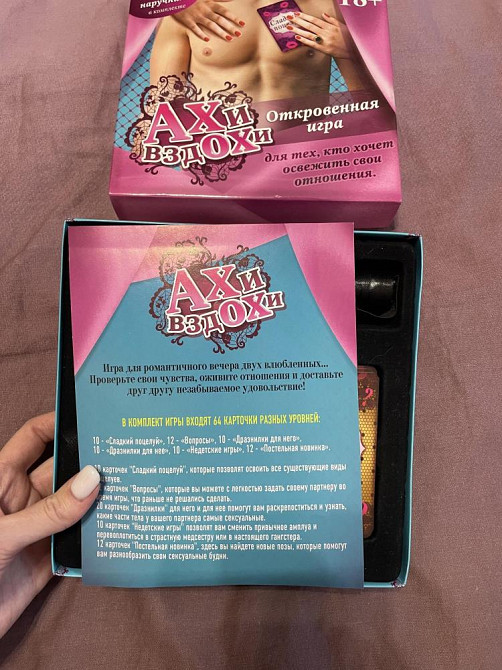 наручники
в комплекте
18+
Сладкий
АХи
вздОХи
Откровенная
игра
для тех, кто хочет
освежить свои
отношения.
АХи
вздОХи
Игра для романтичного вечера двух влюбленных...
Проверьте свои чувства, оживите отношения и доставьте
друг другу незабываемое удовольствие!
В КОМПЛЕКТ ИГРЫ ВХОДЯТ 64 КАРТОЧКИ РАЗНЫХ УРОВНЕЙ:
10 - «Сладкий поцелуй», 12 - «Вопросы», 10 - «Дразнилки для него».
10 - «Дразнилки для нее», 10 - «Недетские игры», 12 - «Постельная новинка».
карточек "Сладкий поцелуй", которые позволят освоить все существующие виды
карточек "Вопросы", которые вы можете с легкостью задать своему партнеру во
время игры, что раньше не решались сделать.
20 карточек "Дразнилки" для него и для нее помогут вам раскрепоститься и узнать,
какие части тела у вашего партнера самые сексуальные.
10 карточек "Недетские игры" позволят вам сменить привычное амплуа и
перевоплотиться в страстную медсестру или в настоящего гангстера.
12 карточек "Постельная новинка", здесь вы найдете новые позы, которые помогут
вам разнообразить свои сексуальные будни.